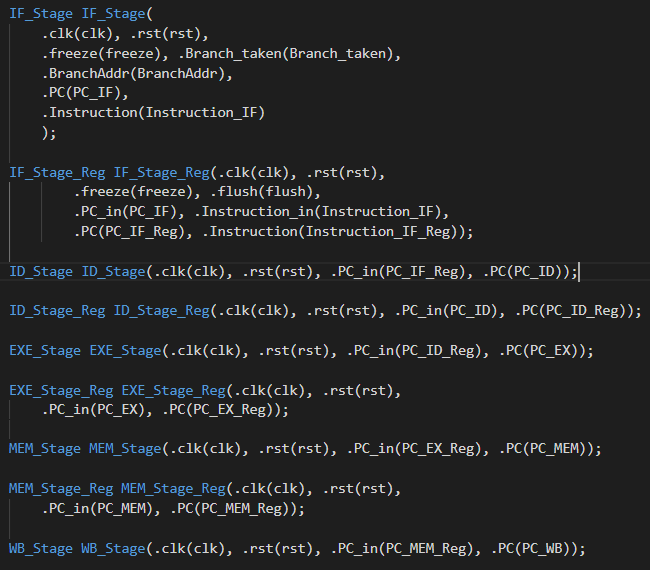 IF_Stage IF_Stage(
.clk(clk), .rst(rst),
.freeze(freeze), .Branch_taken(Branch_taken),
.BranchAddr(BranchAddr),
.PC(PC_IF),
.Instruction(Instruction_IF)
);
IF_Stage_Reg IF_Stage_Reg(.clk(clk), .rst(rst),
.freeze(freeze), .flush(flush),
.PC_in(PC_IF), .Instruction_in(Instruction_IF),
.PC(PC_IF_Reg), .Instruction(Instruction_IF_Reg));
ID_Stage ID_Stage(.clk(clk), .rst(rst), .PC_in(PC_IF_Reg), .PC(PC_ID));
ID_Stage_Reg ID_Stage_Reg(.clk(clk), .rst(rst), .PC_in(PC_ID), .PC(PC_ID_Reg));
EXE_Stage EXE_Stage(.clk(clk), .rst(rst), .PC_in(PC_ID_Reg), .PC(PC_EX));
EXE_Stage_Reg EXE_Stage_Reg(.clk(clk), .rst(rst),
.PC_in(PC_EX), .PC(PC_EX_Reg));
MEM_Stage MEM_Stage(.clk(clk), .rst(rst), .PC_in(PC_EX_Reg), .PC(PC_MEM));
MEM_Stage_Reg MEM_Stage_Reg(.clk(clk), .rst(rst),
.PC_in(PC_MEM), .PC(PC_MEM_Reg));
WB_Stage WB_Stage(.clk(clk), .rst(rst), .PC_in(PC_MEM_Reg), .PC(PC_WB));